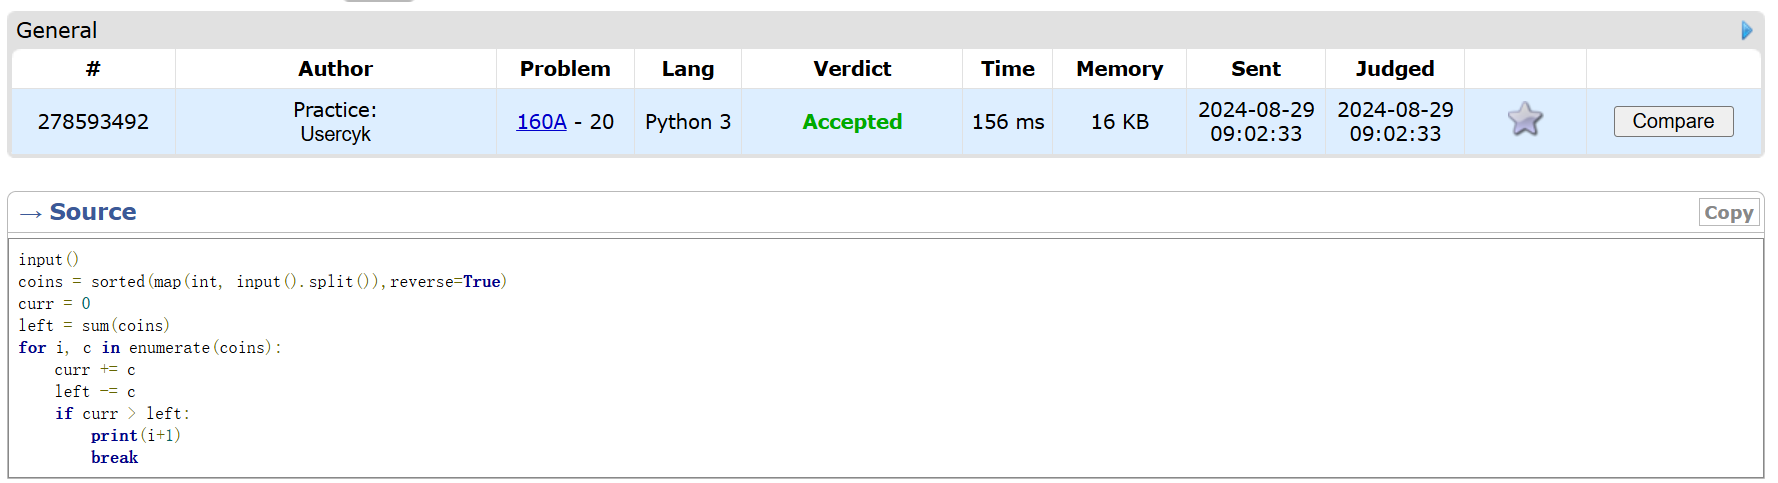 General
# Author Problem Lang Verdict Time Memory Sent Judged
278593492 Practice: Usercyk 160A - 20 Python 3 Accepted 156 ms 16 KB 2024-08-29 09:02:33 2024-08-29 09:02:33 Compare
→ Source
Copy
input()
coins = sorted(map(int, input().split()),reverse=True)
curr = 0
left = sum(coins)
for i, c in enumerate(coins):
    curr += c
    left -= c
    if curr > left:
        print(i+1)
        break